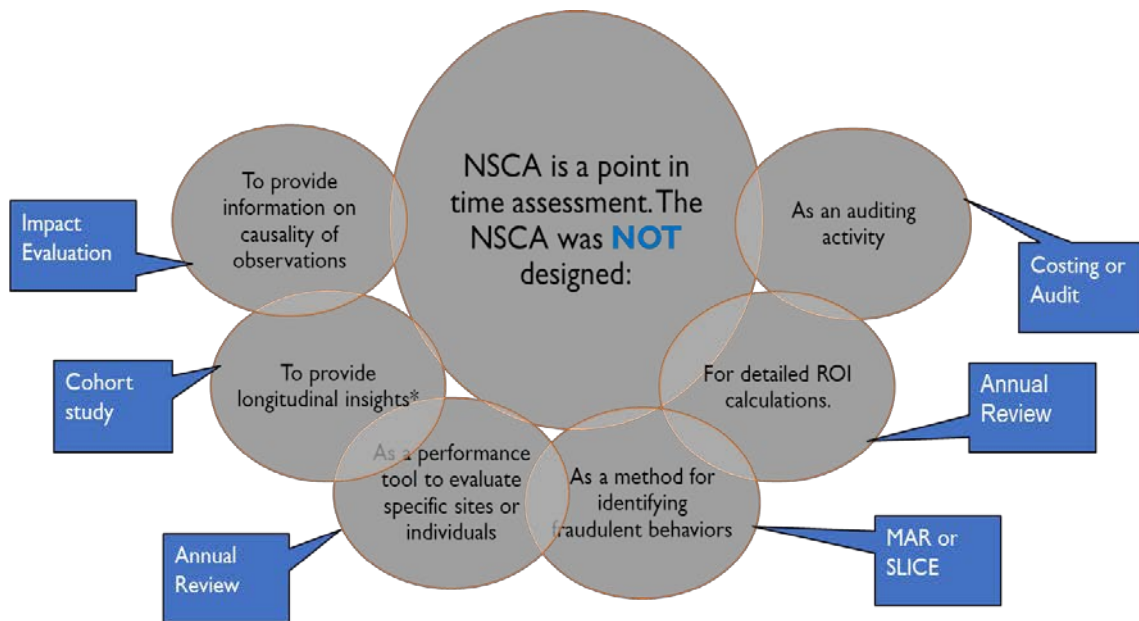 NSCA is a point in
time assessment. The
NSCA was NOT
designed:
To provide
information on
causality of
observations
Impact
Evaluation
As an auditing
activity
Costing or
Audit
To provide
longitudinal insights*
Cohort
study
For detailed ROI
calculations.
Annual
Review
As a performance
tool to evaluate
specific sites or
individuals
Annual
Review
As a method for
identifying
fraudulent behaviors
MAR or
SLICE